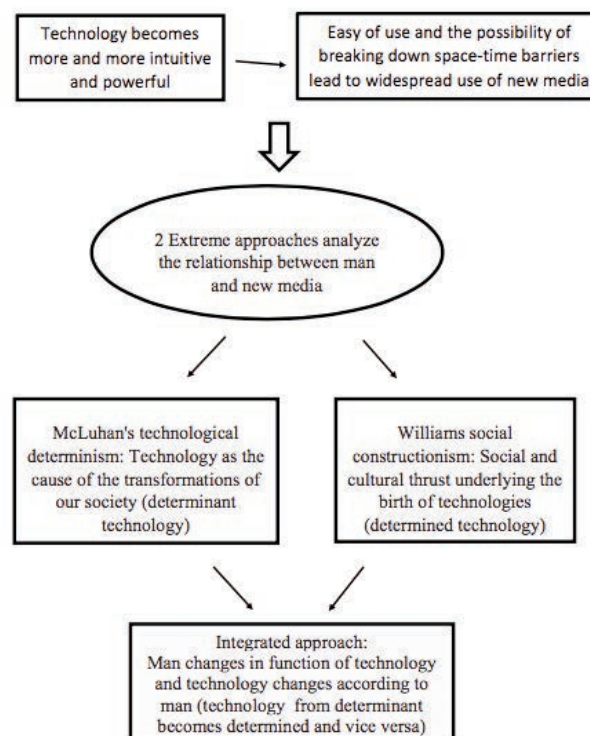 Technology becomes
more and more intuitive
and powerful
Easy of use and the possibility of
breaking down space-time barriers
lead to widespread use of new media
2 Extreme approaches analyze
the relationship between man
and new media
McLuhan's technological
determinism: Technology as the
cause of the transformations of
our society (determinant
technology)
Williams social
constructionism: Social and
cultural thrust underlying the
birth of technologies
(determined technology)
Integrated approach:
Man changes in function of technology
and technology changes according to
man (technology from determinant
becomes determined and vice versa)